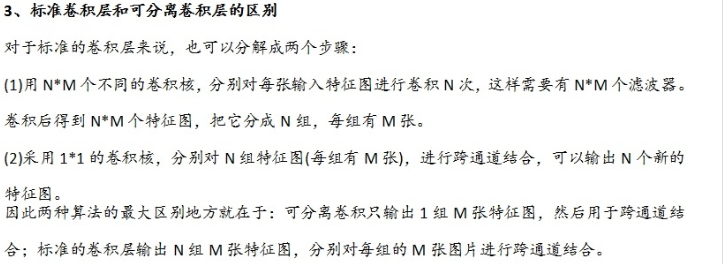 3、标准卷积层和可分离卷积层的区别
对于标准的卷积层来说，也可以分解成两个步骤：
(1)用 N*M 个不同的卷积核，分别对每张输入特征图进行卷积 N 次，这样需要有 N*M 个滤波器。
卷积后得到 N*M 个特征图，把它分成 N 组，每组有 M 张。
(2)采用 1*1 的卷积核，分别对 N 组特征图(每组有 M 张)，进行跨通道结合，可以输出 N 个新的
特征图。
因此两种算法的最大区别地方就在于：可分离卷积只输出 1 组 M 张特征图，然后用于跨通道结
合；标准的卷积层输出 N 组 M 张特征图，分别对每组的 M 张图片进行跨通道结合。